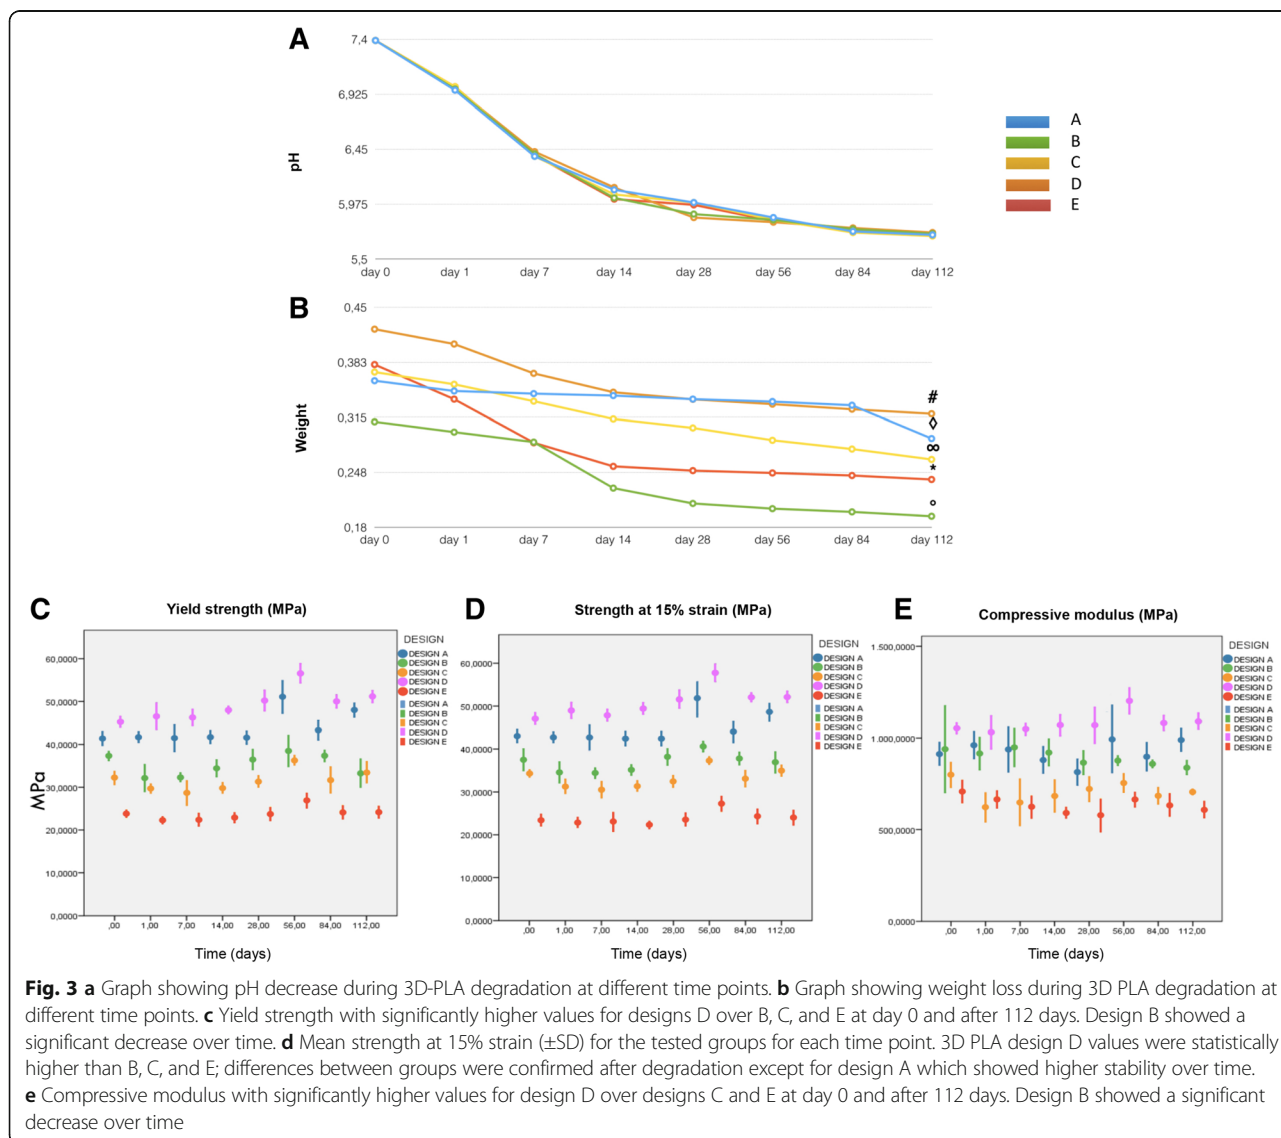 A
7,4
6,925
6,45
5,975
5,5
pH
day 0 day 1 day 7 day 14 day 28 day 56 day 84 day 112
A
B
C
D
E
B
0,45
0,383
0,315
0,248
0,18
Weight
#
◊
∞
*
°
day 0 day 1 day 7 day 14 day 28 day 56 day 84 day 112
C
Yield strength (MPa)
MPa
60,0000
50,0000
40,0000
30,0000
20,0000
10,0000
0,0000
,00 1,00 7,00 14,00 28,00 56,00 84,00 112,00
Time (days)
DESIGN
DESIGN A
DESIGN B
DESIGN C
DESIGN D
DESIGN E
DESIGN A
DESIGN B
DESIGN C
DESIGN D
DESIGN E
D
Strength at 15% strain (MPa)
60,0000
50,0000
40,0000
30,0000
20,0000
10,0000
0,0000
,00 1,00 7,00 14,00 28,00 56,00 84,00 112,00
Time (days)
DESIGN
DESIGN A
DESIGN B
DESIGN C
DESIGN D
DESIGN E
DESIGN A
DESIGN B
DESIGN C
DESIGN D
DESIGN E
E
Compressive modulus (MPa)
1.500,0000
1.000,0000
500,0000
0,0000
,00 1,00 7,00 14,00 28,00 56,00 84,00 112,00
Time (days)
DESIGN
DESIGN A
DESIGN B
DESIGN C
DESIGN D
DESIGN E
DESIGN A
DESIGN B
DESIGN C
DESIGN D
DESIGN E
Fig. 3 a Graph showing pH decrease during 3D-PLA degradation at different time points. b Graph showing weight loss during 3D PLA degradation at
different time points. c Yield strength with significantly higher values for designs D over B, C, and E at day 0 and after 112 days. Design B showed a
significant decrease over time. d Mean strength at 15% strain (±SD) for the tested groups for each time point. 3D PLA design D values were statistically
higher than B, C, and E; differences between groups were confirmed after degradation except for design A which showed higher stability over time.
e Compressive modulus with significantly higher values for design D over designs C and E at day 0 and after 112 days. Design B showed a significant
decrease over time